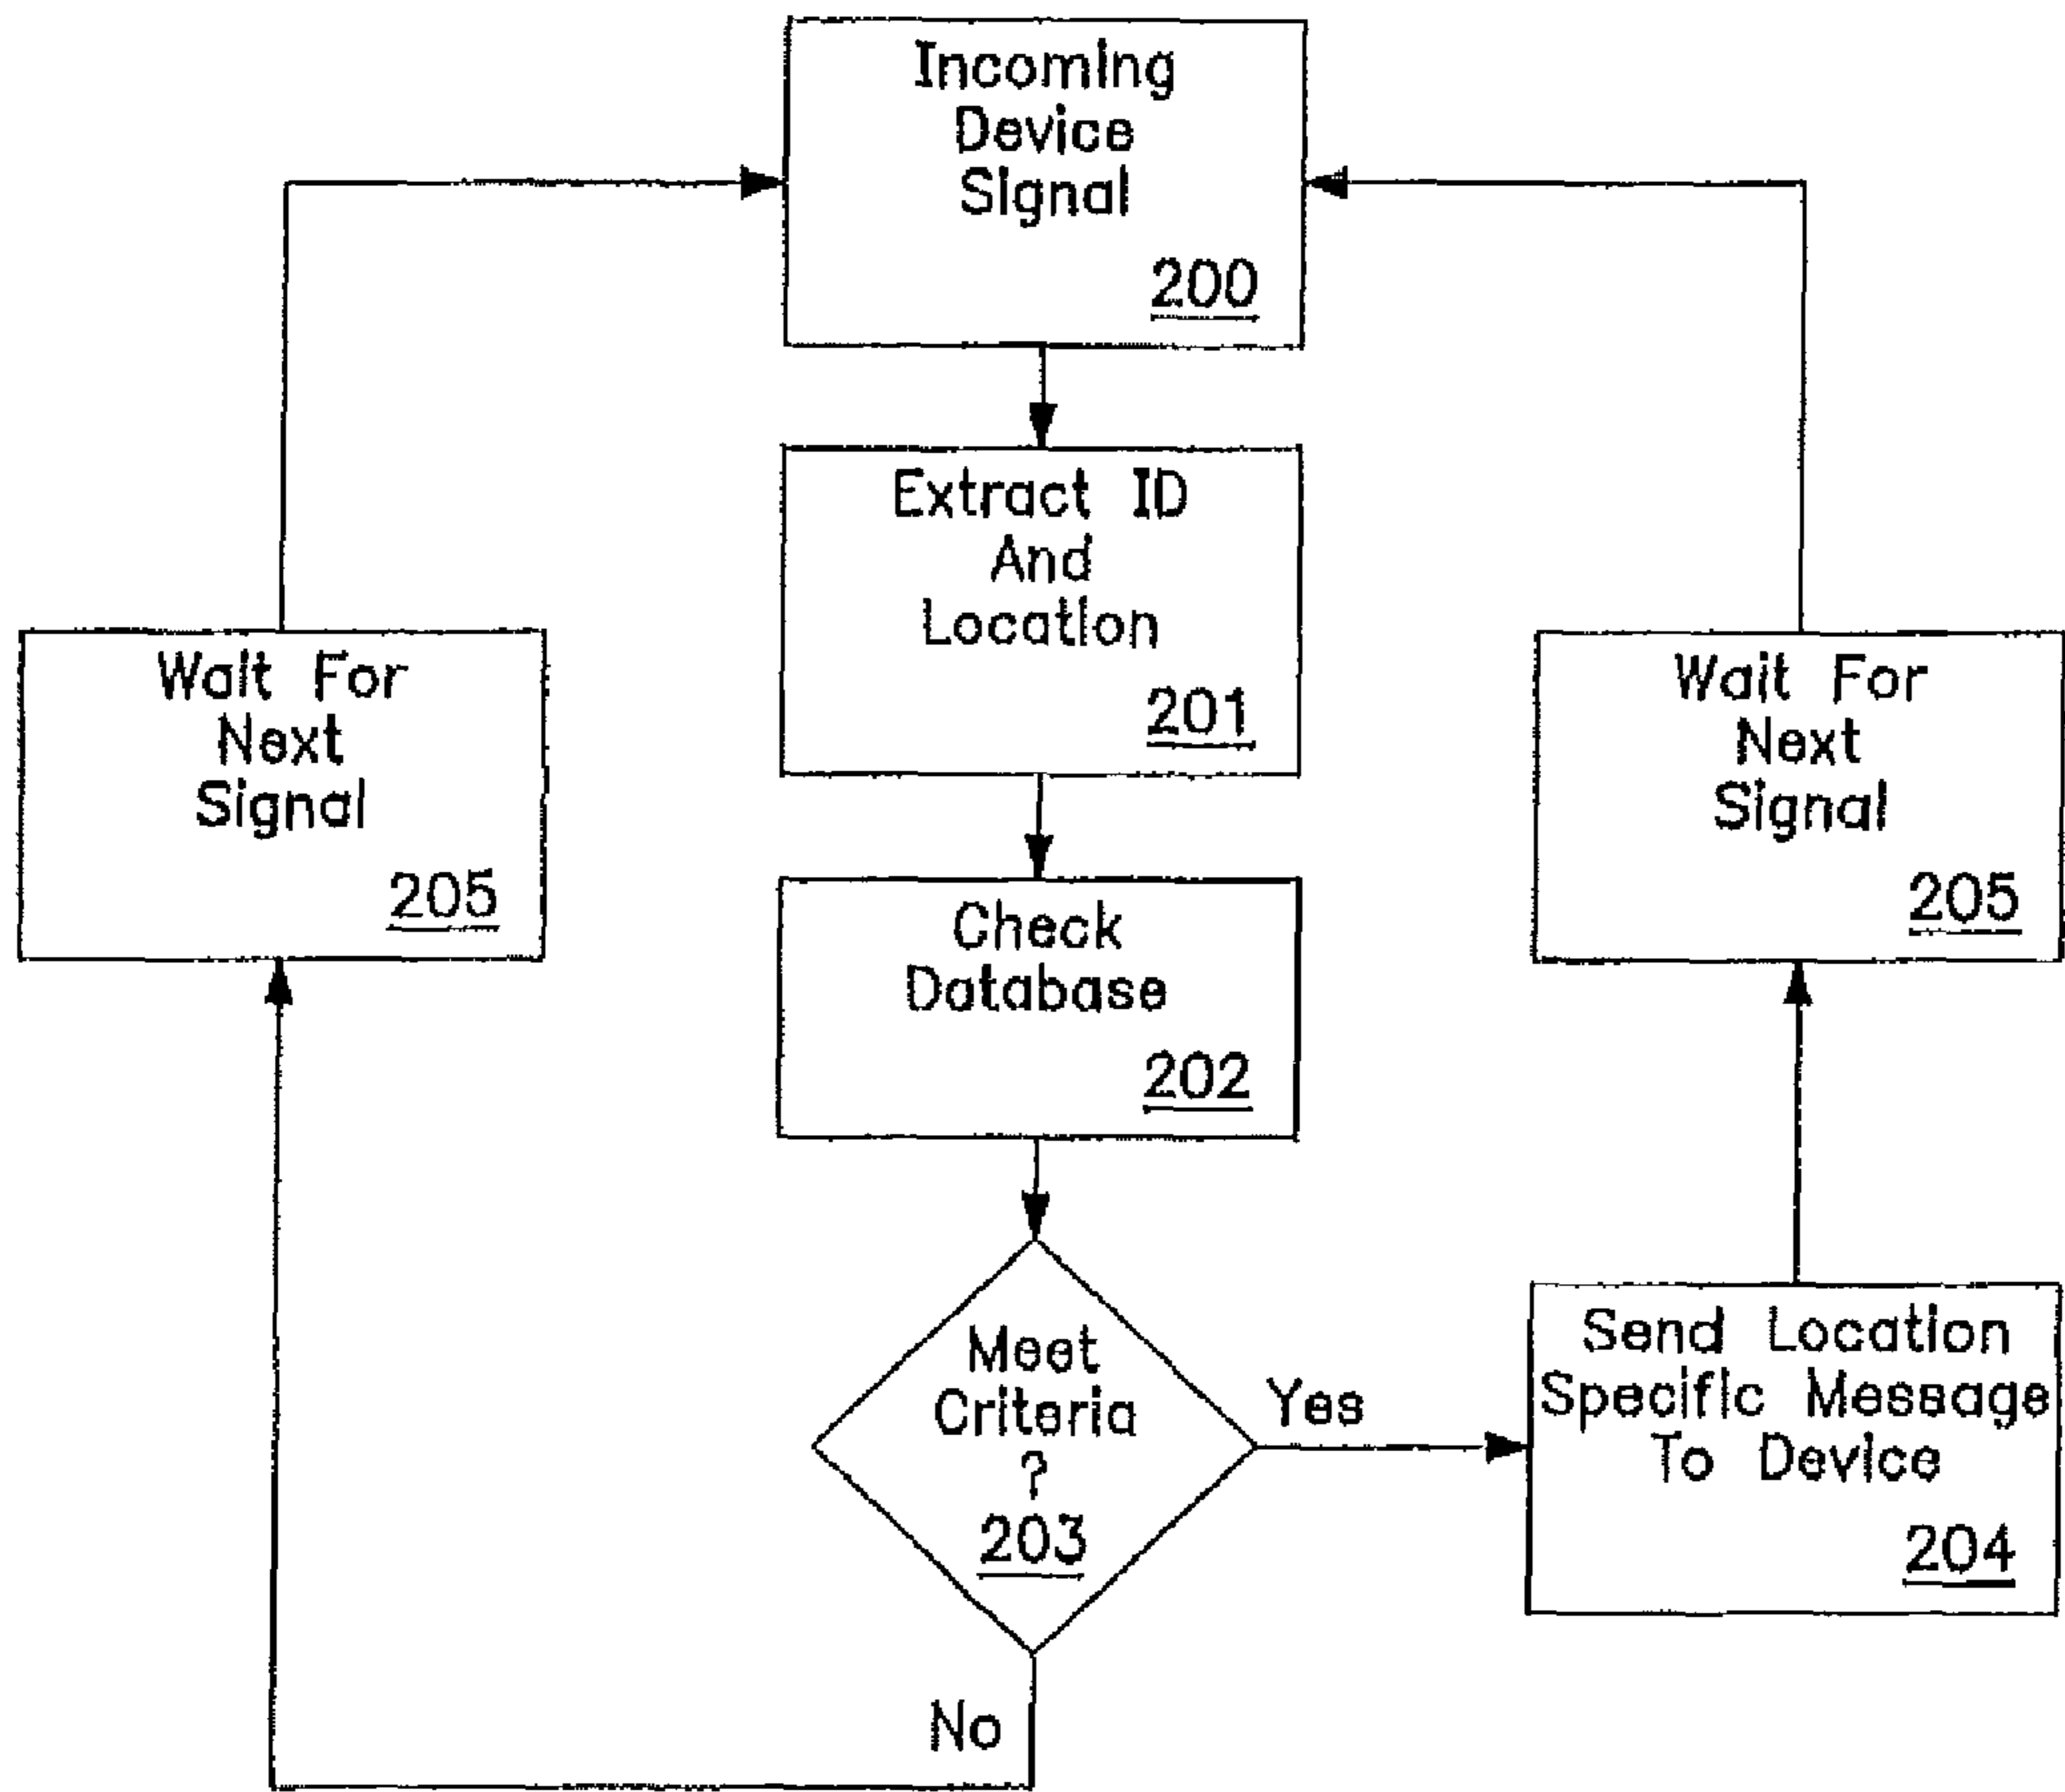 Incoming
Device
Signal
200
Extract ID
And
Location
201
Wait For
Next
Signal
205
Wait For
Next
Signal
205
Check
Database
202
Meet
Criteria
?
203
Yes
No
Send Location
Specific Message
To Device
204